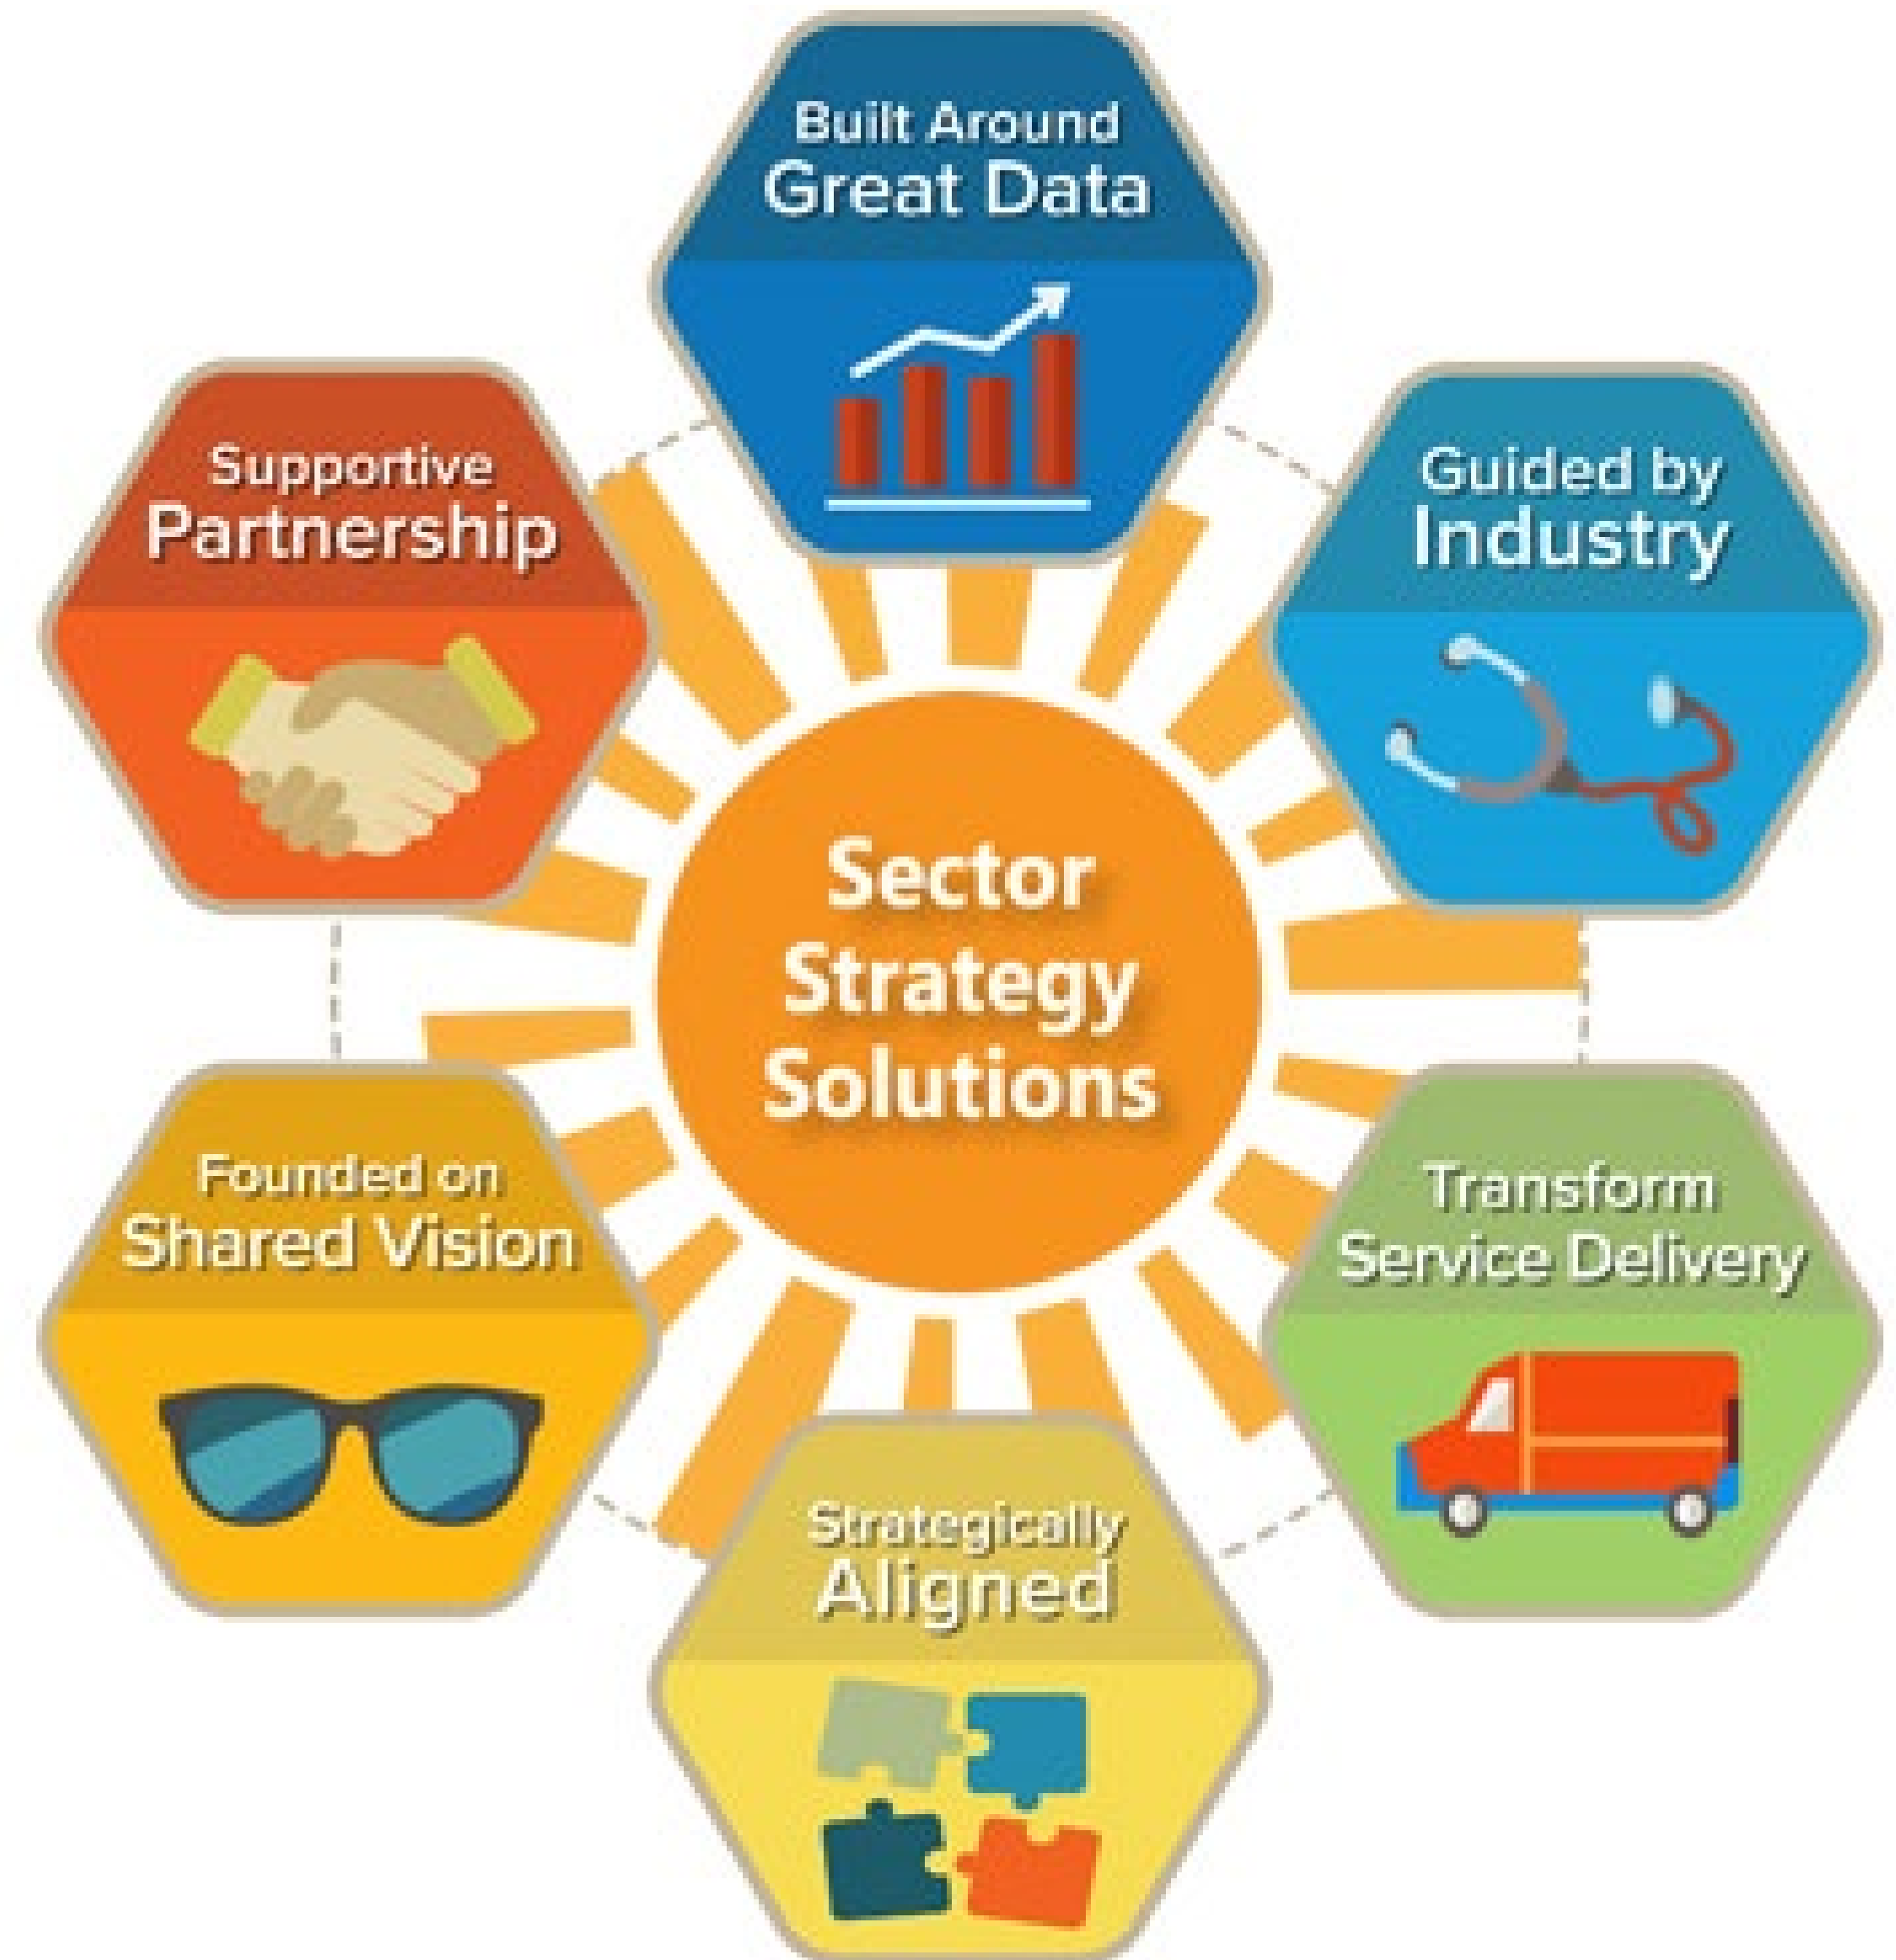 Built Around
Great Data
Supportive
Partnership
Guided by
Industry
Sector
Strategy
Solutions
Founded on
Shared Vision
Transform
Service Delivery
Strategically
Aligned